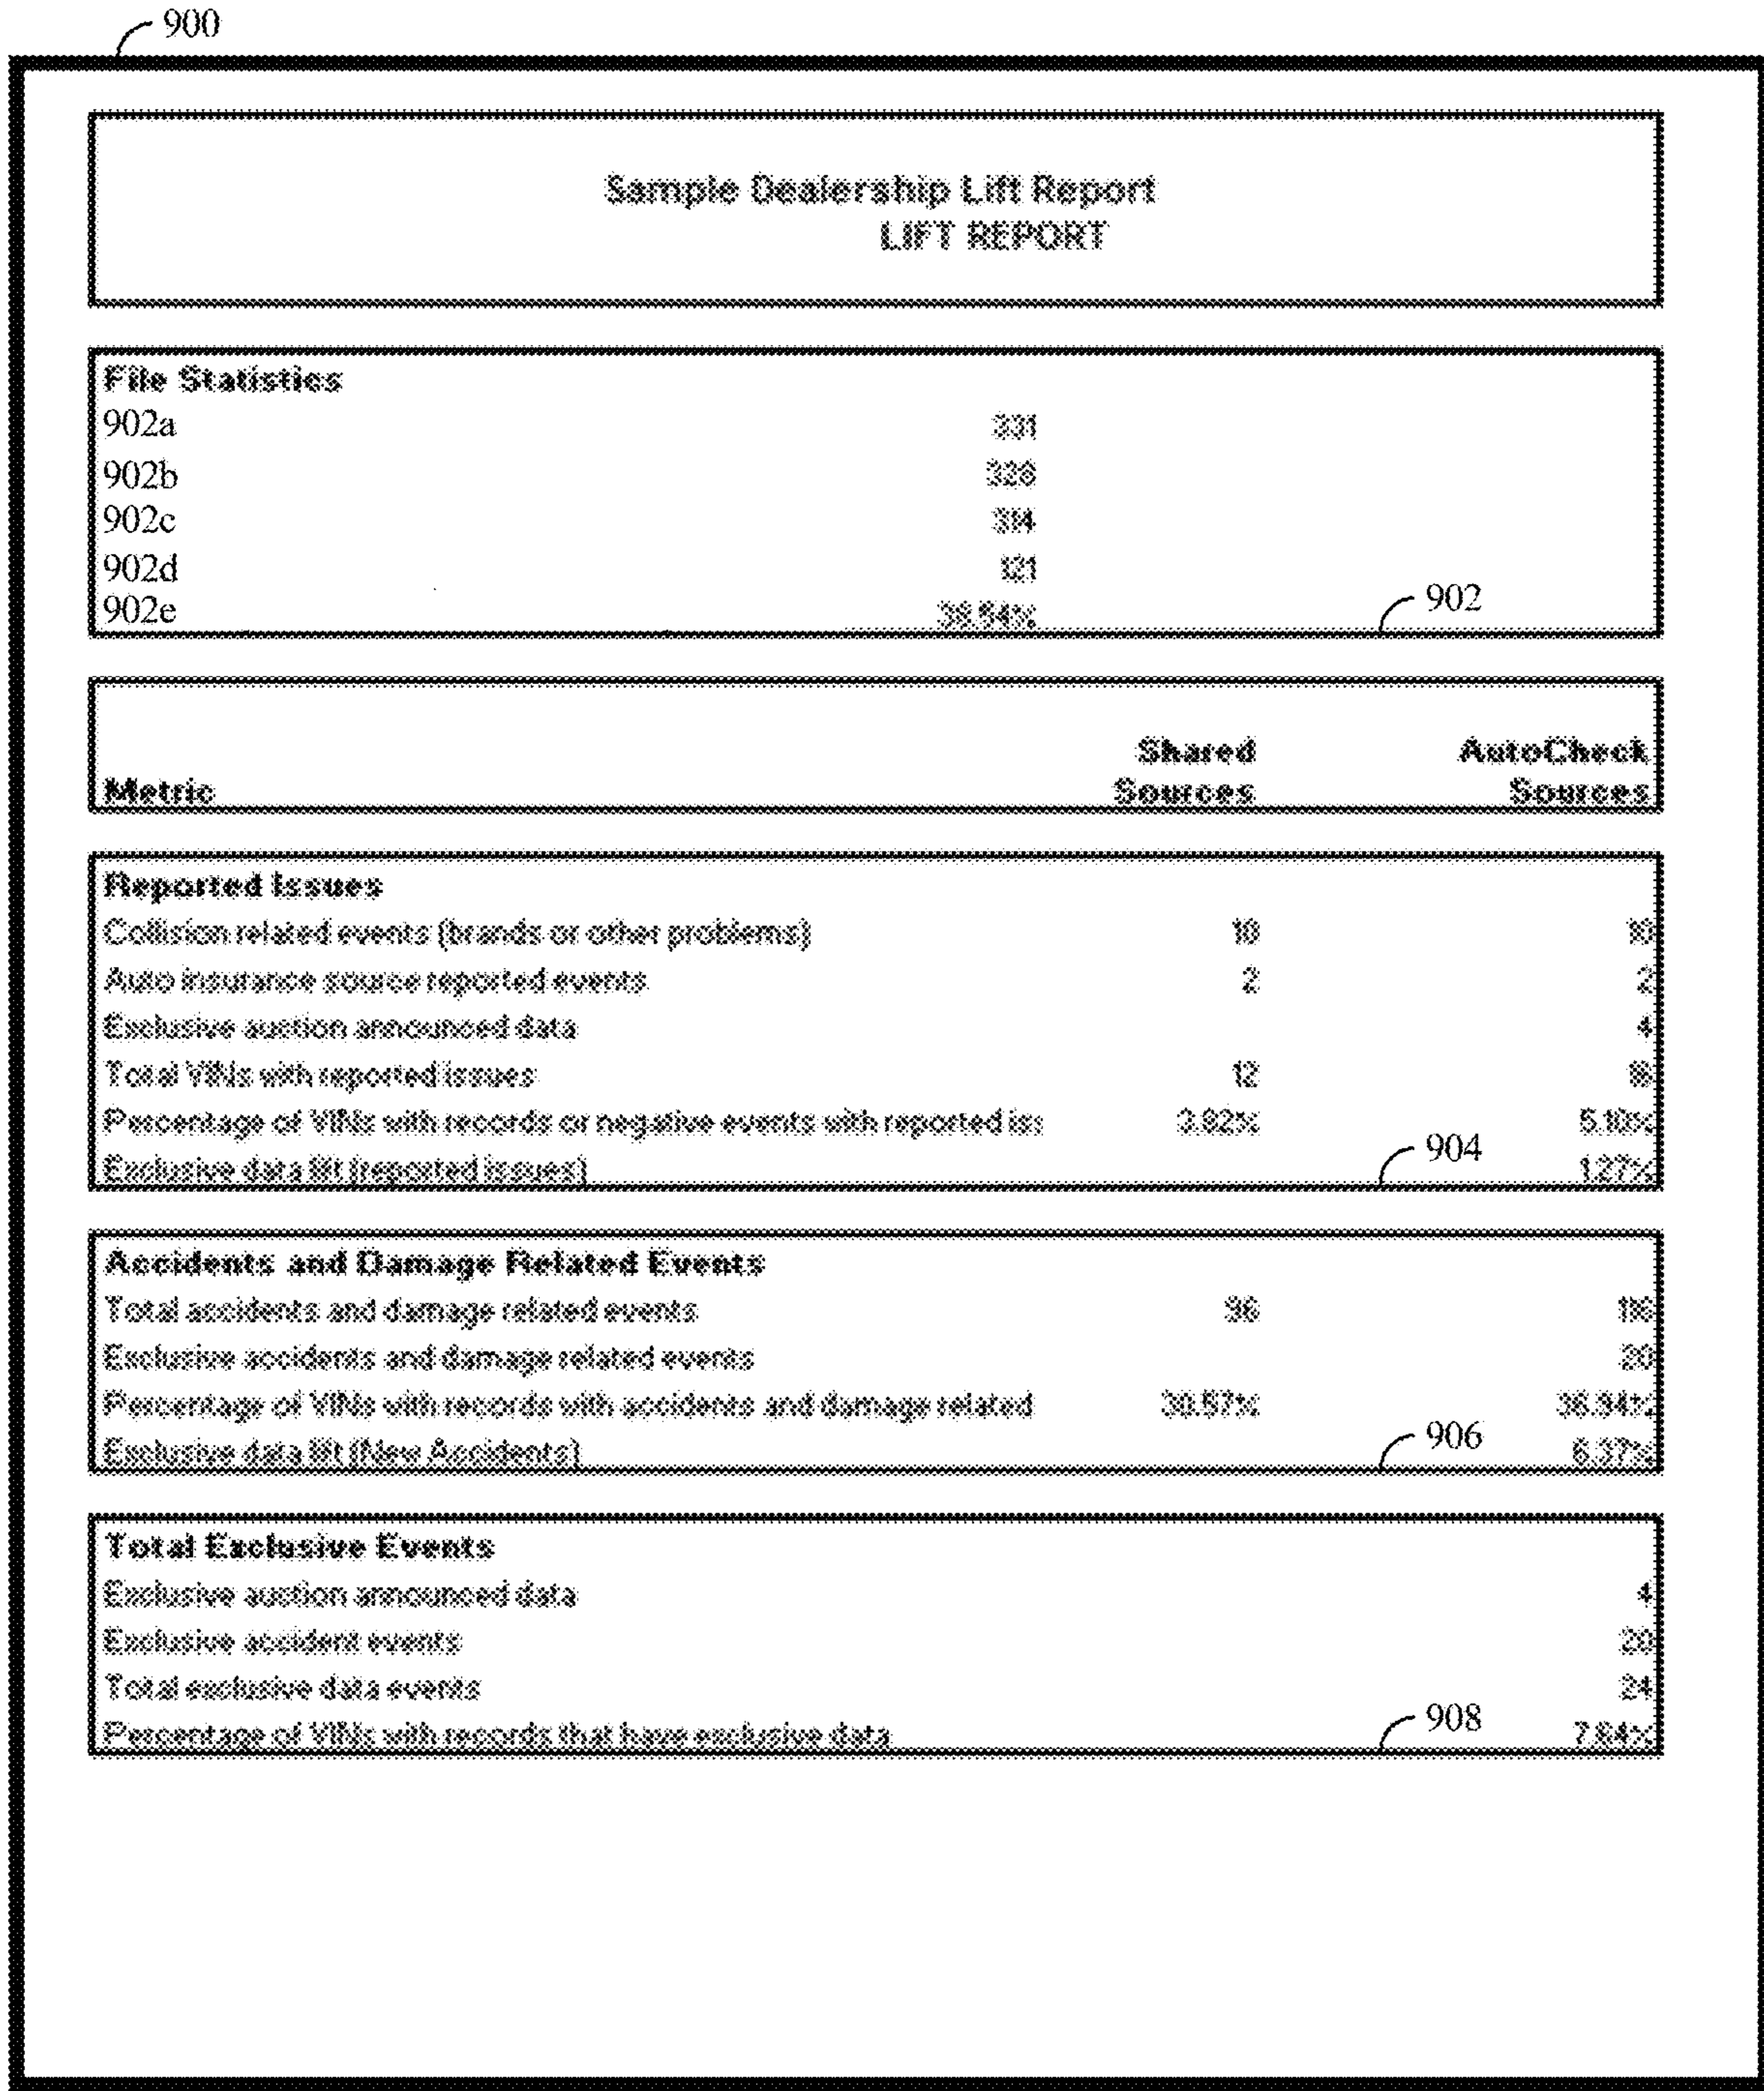 900
Sample Dealership Lift Report
LIFT REPORT
File Statistics
902a 331
902b 328
902c 314
902d 121
902e 38.54%
902
Metric Shared Sources AutoCheck Sources
Reported Issues
Collision related events (brands or other problems) 10 10
Auto insurance source reported events 2 2
Exclusive auction announced data 4
Total VINs with reported issues 12 16
Percentage of VINs with records or negative events with reported iss 3.82% 5.10%
Exclusive data lift (reported issues) 1.27%
904
Accidents and Damage Related Events
Total accidents and damage related events 96 116
Exclusive accidents and damage related events 20
Percentage of VINs with records with accidents and damage related 30.57% 36.94%
Exclusive data lift (New Accidents) 6.37%
906
Total Exclusive Events
Exclusive auction announced data 4
Exclusive accident events 20
Total exclusive data events 24
Percentage of VINs with records that have exclusive data 7.64%
908